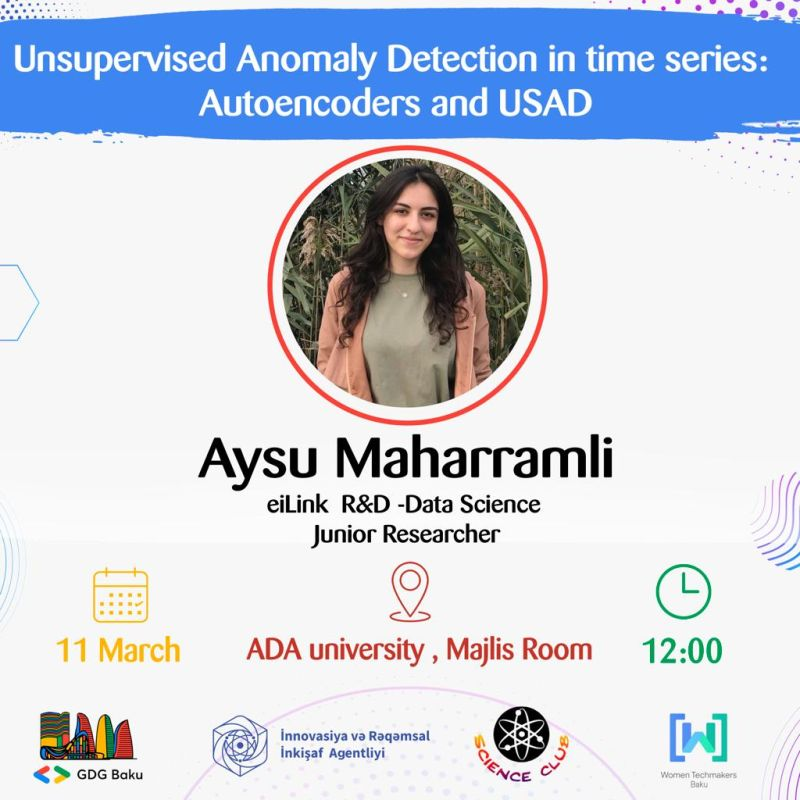 Unsupervised Anomaly Detection in time series:
Autoencoders and USAD
Aysu Maharramli
eiLink R&D -Data Science
Junior Researcher
11 March
ADA university , Majlis Room
12:00
GDG Baku
İnnovasiya və Rəqəmsal
İnkişaf Agentliyi
SCIENCE CLUB
Women Techmakers
Baku